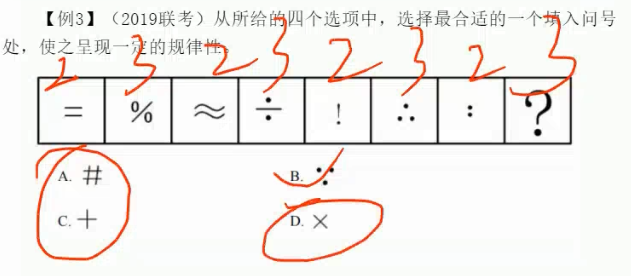 【例3】（2019联考）从所给的四个选项中，选择最合适的一个填入问号
处，使之呈现一定的规律性。
2 3 2 3 2 3 2 3
= % ≈ ÷ ! ∴ : ?
A. # B. ∵
C. + D. ×